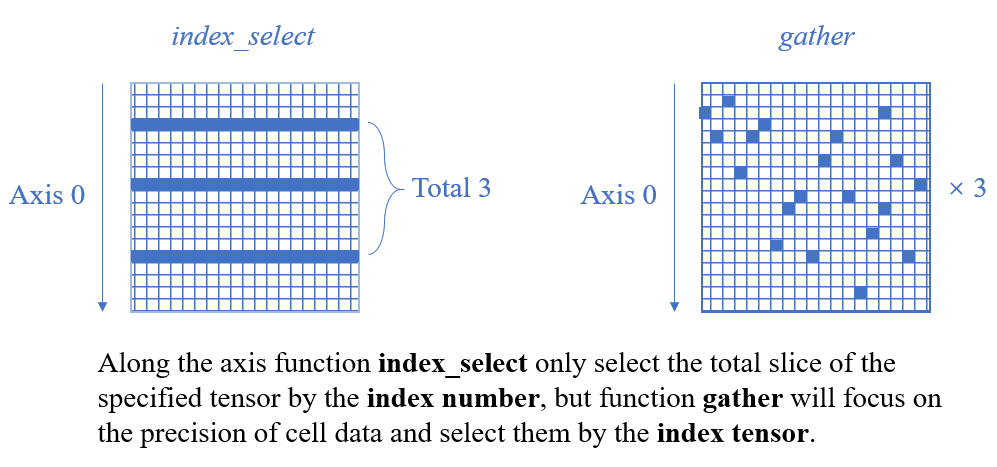 index_select
gather
Axis 0
Total 3
Axis 0
× 3
Along the axis function index_select only select the total slice of the
specified tensor by the index number, but function gather will focus on
the precision of cell data and select them by the index tensor.